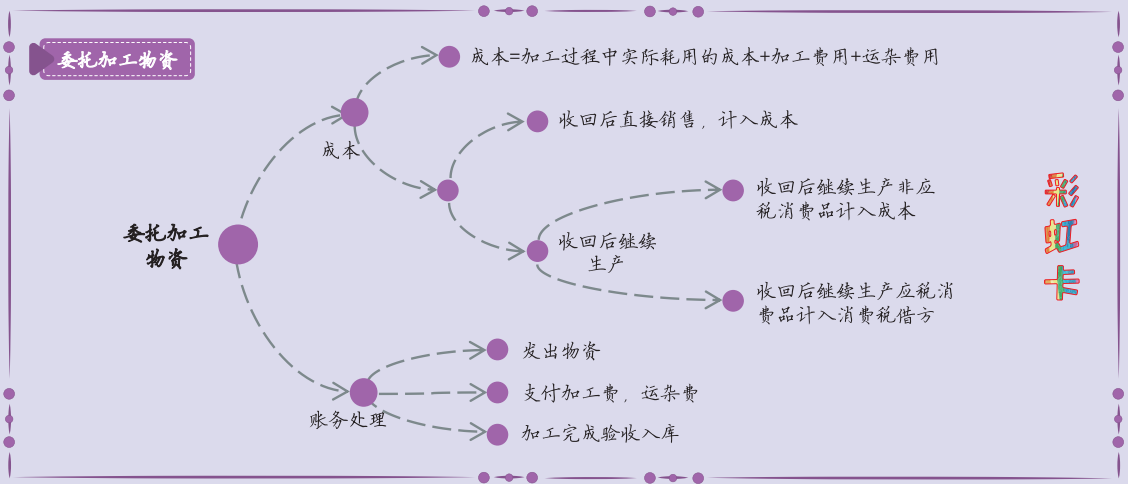 委托加工物资
成本=加工过程中实际耗用的成本+加工费用+运杂费用
收回后直接销售，计入成本
成本
收回后继续生产非应
税消费品计入成本
委托加工
物资
收回后继续
生产
收回后继续生产应税消
费品计入消费税借方
发出物资
支付加工费，运杂费
账务处理
加工完成验收入库
彩
虹
卡